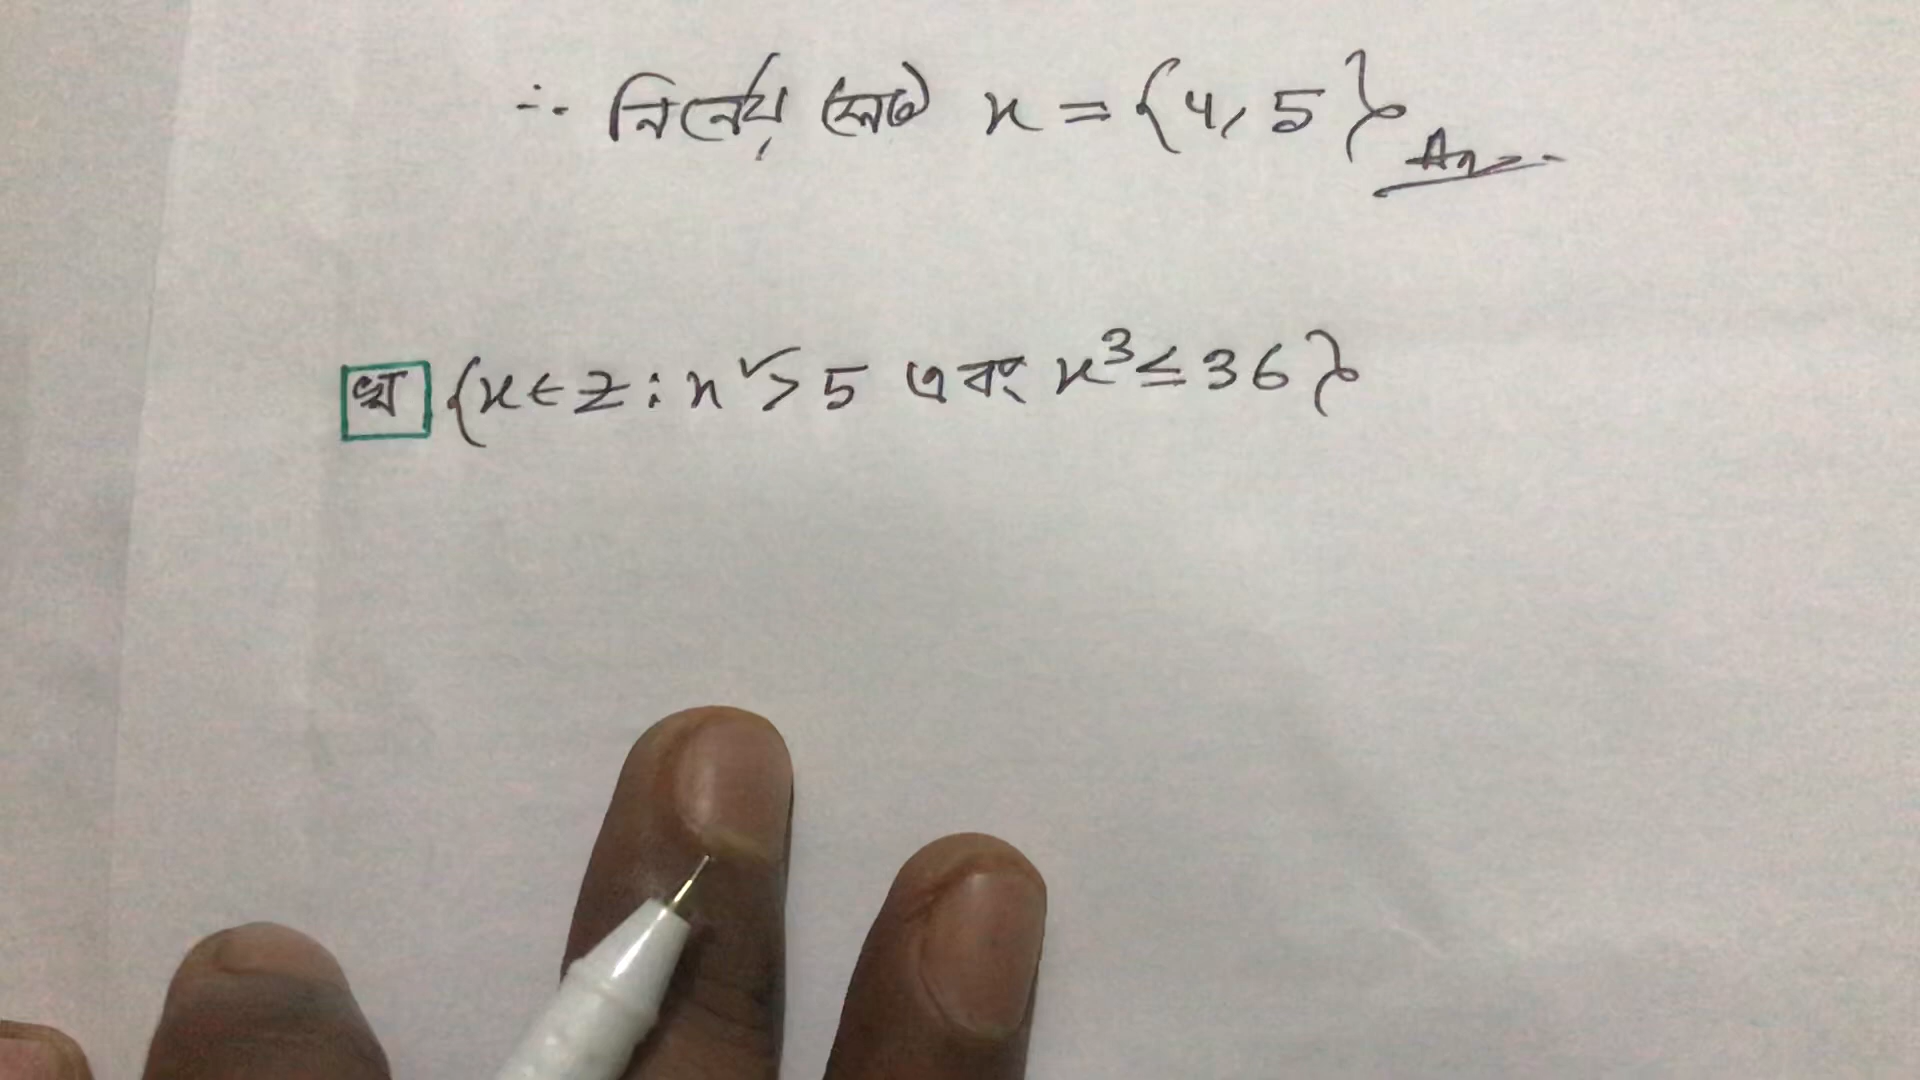 ∴ নির্ণেয় সেট x = {4, 5} Ans.
খ {x ∈ Z : x² > 5 এবং x³ ≤ 36}